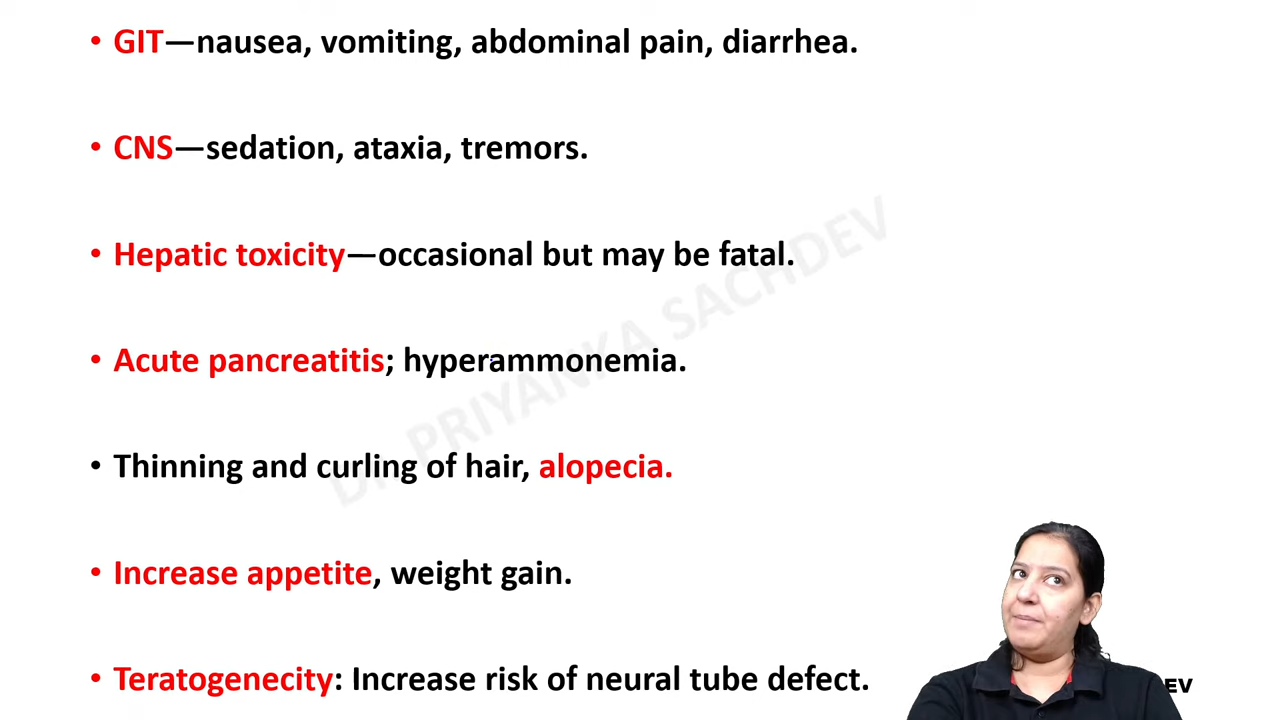 • GIT—nausea, vomiting, abdominal pain, diarrhea.
• CNS—sedation, ataxia, tremors.
• Hepatic toxicity—occasional but may be fatal.
• Acute pancreatitis; hyperammonemia.
• Thinning and curling of hair, alopecia.
• Increase appetite, weight gain.
• Teratogenecity: Increase risk of neural tube defect.
DR PRIYANKA SACHDEV
EV